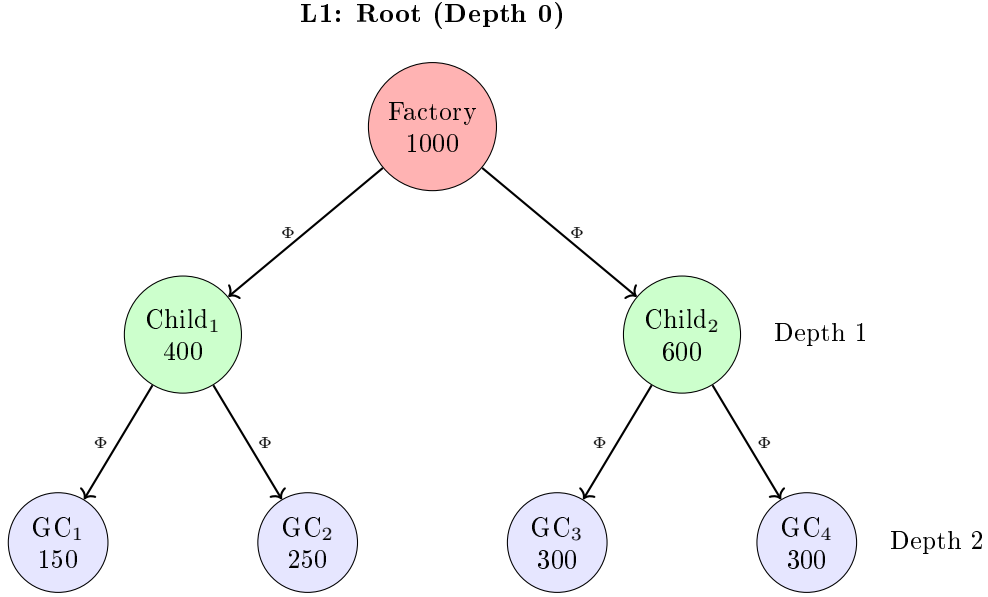 L1: Root (Depth 0)
Factory
1000
Φ
Φ
Child₁
400
Child₂
600
Depth 1
Φ
Φ
Φ
Φ
GC₁
150
GC₂
250
GC₃
300
GC₄
300
Depth 2